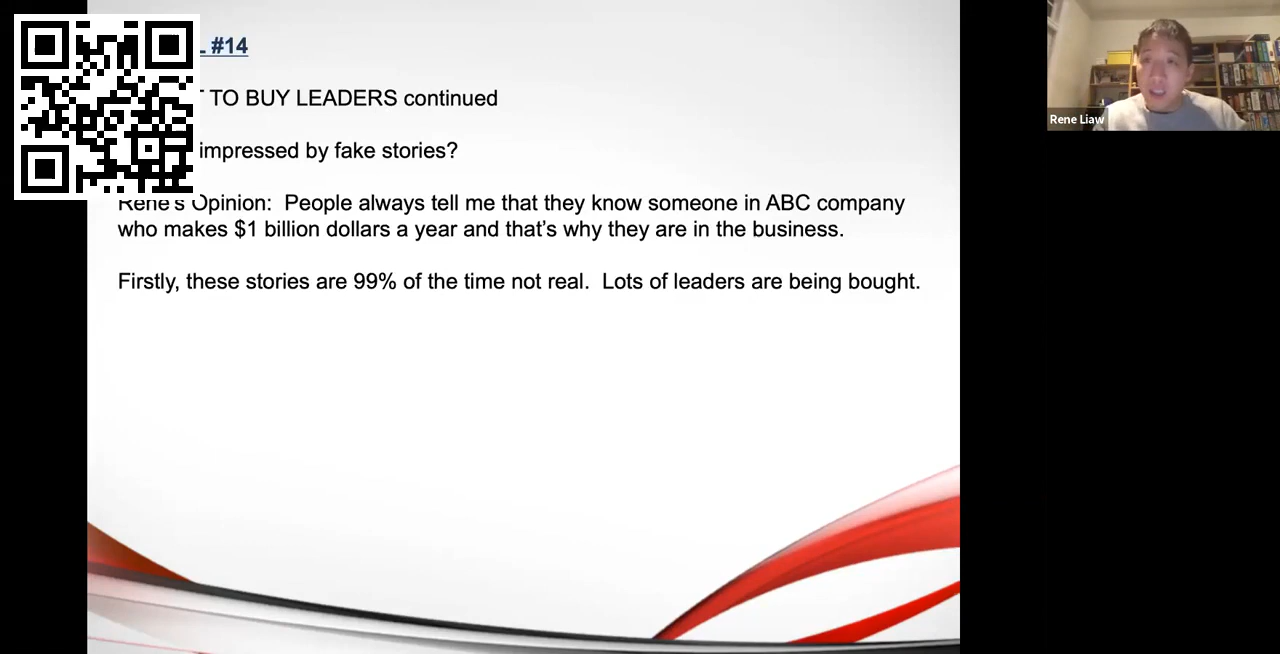 #14
TO BUY LEADERS continued
impressed by fake stories?
Rene's Opinion: People always tell me that they know someone in ABC company
who makes $1 billion dollars a year and that’s why they are in the business.
Firstly, these stories are 99% of the time not real. Lots of leaders are being bought.
Rene Liaw